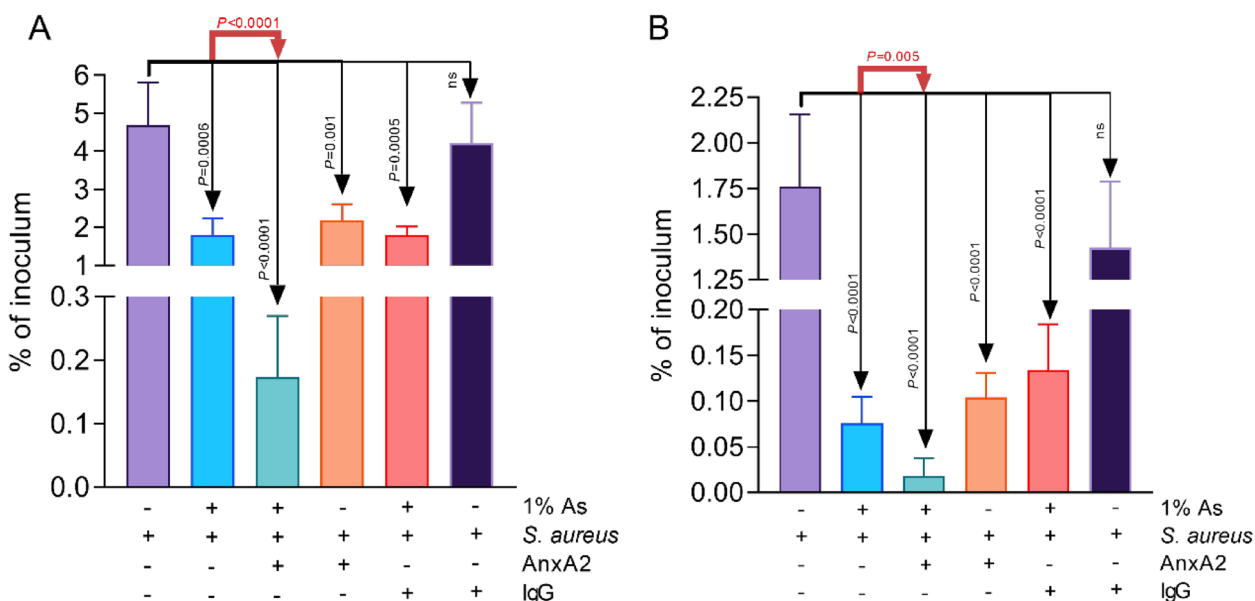 A
P<0.0001
% of inoculum
6
5
4
3
2
1
0.3
0.2
0.1
0.0
P=0.0006
P<0.0001
P=0.001
P=0.0005
ns
- + + - + - 1% As
+ + + + + + S. aureus
- - + + - - AnxA2
- - - - + + IgG
B
P=0.005
% of inoculum
2.25
2.00
1.75
1.50
1.25
0.20
0.15
0.10
0.05
0.00
P<0.0001
P<0.0001
P<0.0001
P<0.0001
ns
- + + - + - 1% As
+ + + + + + S. aureus
- - + + - - AnxA2
- - - - + + IgG